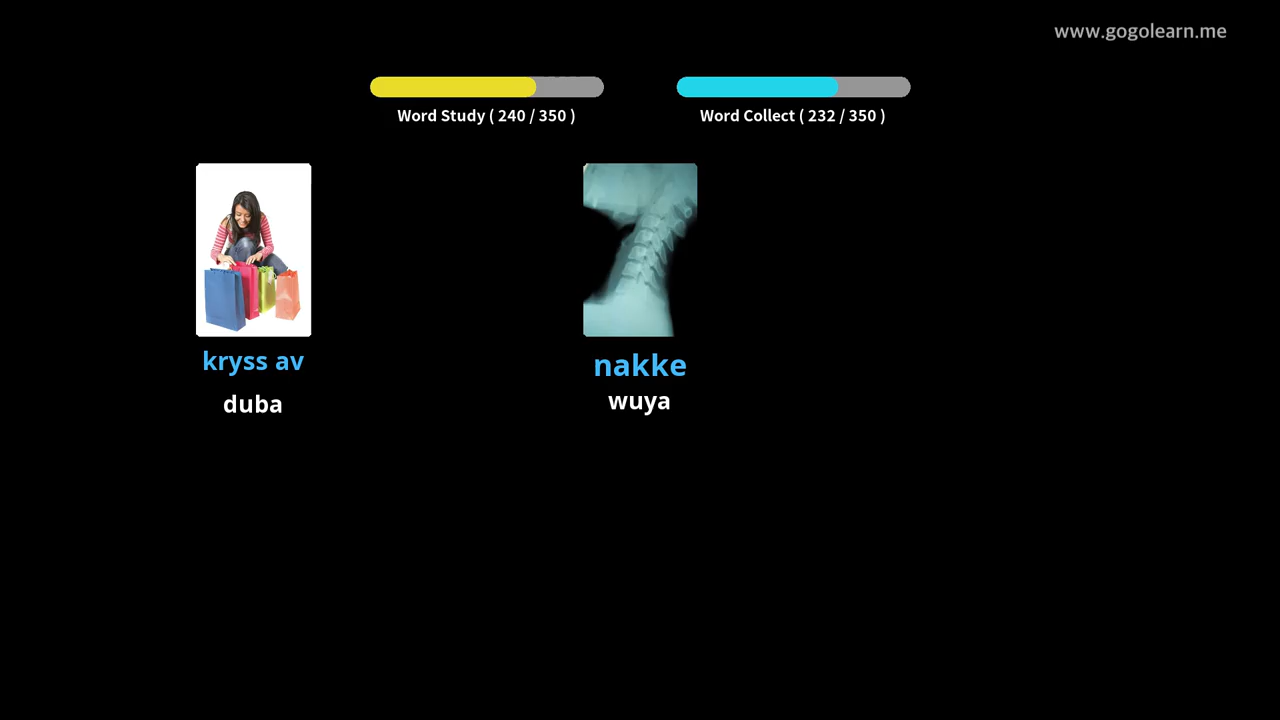 www.gogolearn.me
Word Study ( 240 / 350 )
Word Collect ( 232 / 350 )
kryss av
duba
nakke
wuya